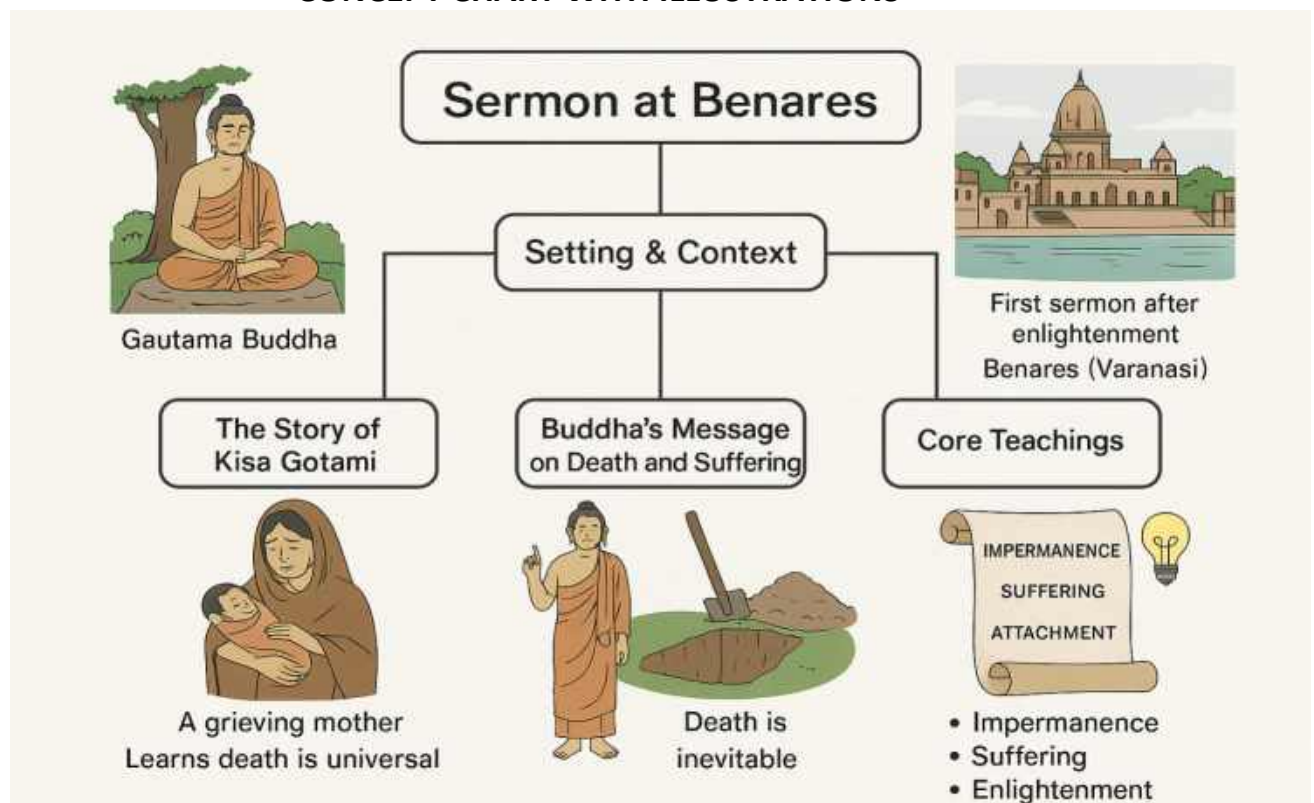 Sermon at Benares
Setting & Context
Gautama Buddha
First sermon after
enlightenment
Benares (Varanasi)
The Story of
Kisa Gotami
Buddha's Message
on Death and Suffering
Core Teachings
IMPERMANENCE
SUFFERING
ATTACHMENT
A grieving mother
Learns death is universal
Death is
inevitable
• Impermanence
• Suffering
• Enlightenment